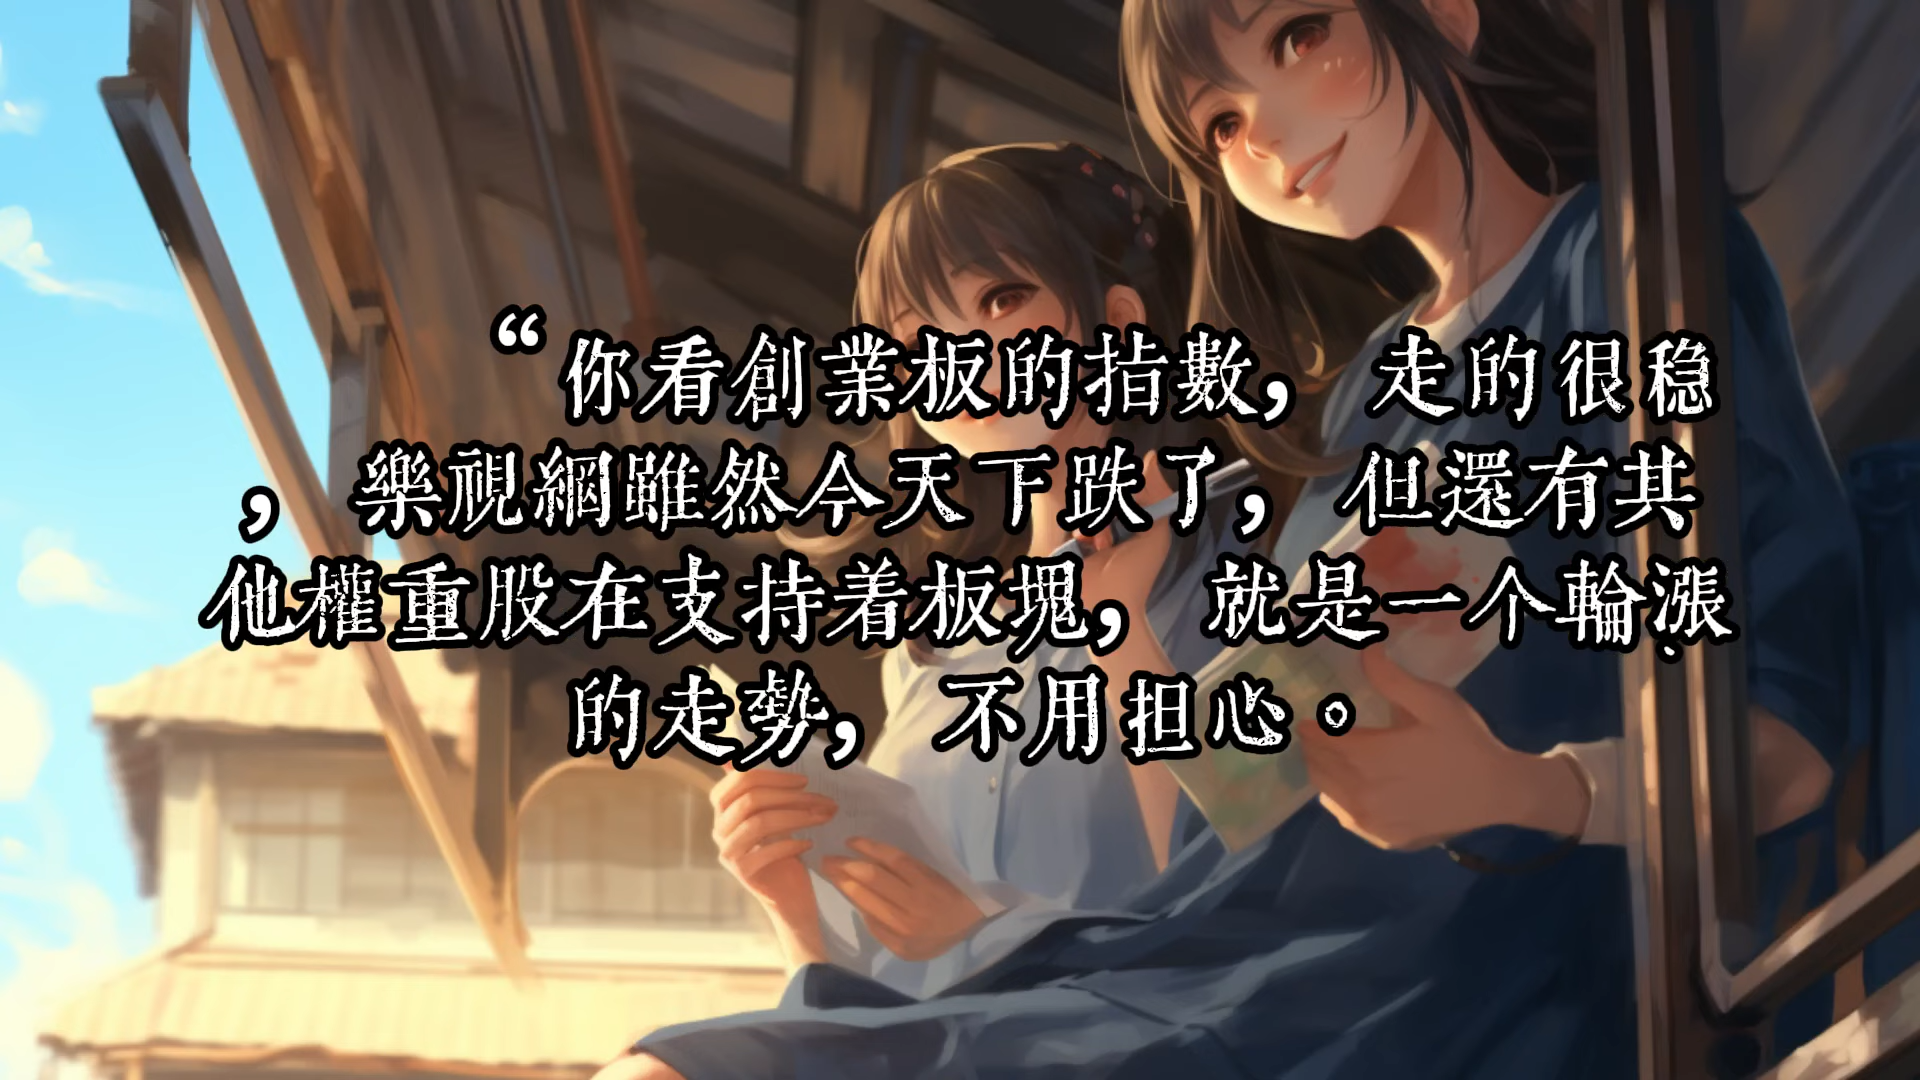 “你看創業板的指數， 走的很稳
， 樂視網雖然今天下跌了， 但還有其
他權重股在支持着板塊， 就是一个輪漲
的走勢， 不用担心。